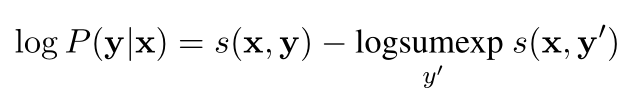 log P(y|x) = s(x, y) − logsumexp s(x, y′)
y′